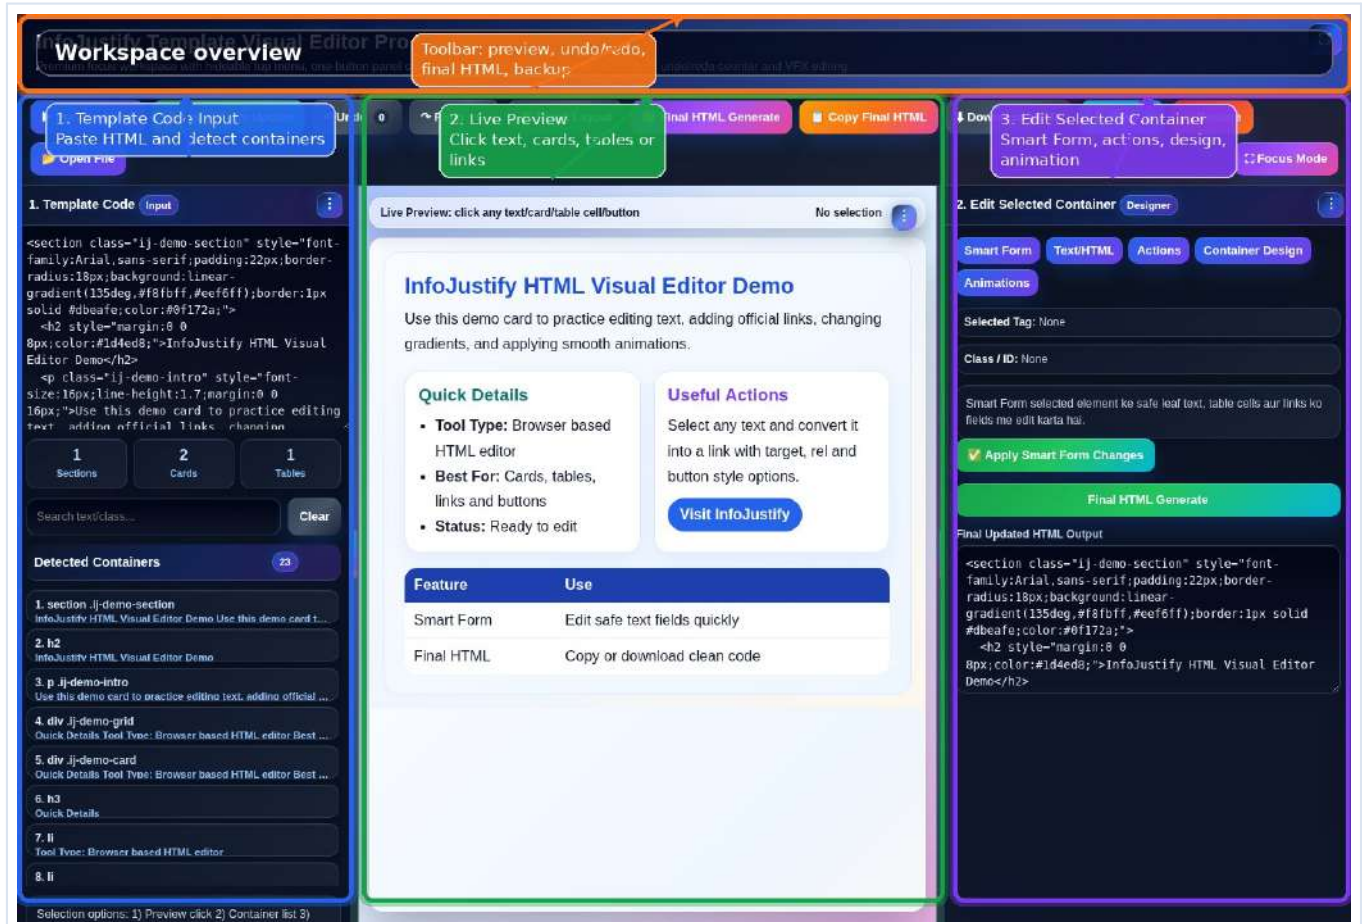 InfoJustify Template Visual Editor Pro
Workspace overview
Toolbar: preview, undo/redo,
final HTML, backup
undo/redo counter and VFX editing.
1. Template Code Input
Paste HTML and detect containers
0
2. Live Preview
Click text, cards, tables or
links
Final HTML Generate
📋 Copy Final HTML
3. Edit Selected Container
Smart Form, actions, design,
animation
📂 Open File
⛶ Focus Mode
1. Template Code Input
<section class="ij-demo-section" style="font-
family:Arial,sans-serif;padding:22px;border-
radius:18px;background:linear-
gradient(135deg,#f8fbff,#eef6ff);border:1px
solid #dbeafe;color:#0f172a;">
<h2 style="margin:0 0
8px;color:#1d4ed8;">InfoJustify HTML Visual
Editor Demo</h2>
<p class="ij-demo-intro" style="font-
size:16px;line-height:1.7;margin:0 0
16px;">Use this demo card to practice editing
text, adding official links, changing
1
Sections
2
Cards
1
Tables
Search text/class...
Clear
Detected Containers 23
1. section .ij-demo-section
InfoJustify HTML Visual Editor Demo Use this demo card t...
2. h2
InfoJustify HTML Visual Editor Demo
3. p .ij-demo-intro
Use this demo card to practice editing text, adding official ...
4. div .ij-demo-grid
Quick Details Tool Type: Browser based HTML editor Best ...
5. div .ij-demo-card
Quick Details Tool Type: Browser based HTML editor Best ...
6. h3
Quick Details
7. li
Tool Type: Browser based HTML editor
8. li
Selection options: 1) Preview click 2) Container list 3)
Live Preview: click any text/card/table cell/button
No selection
InfoJustify HTML Visual Editor Demo
Use this demo card to practice editing text, adding official links, changing
gradients, and applying smooth animations.
Quick Details
• Tool Type: Browser based
HTML editor
• Best For: Cards, tables,
links and buttons
• Status: Ready to edit
Useful Actions
Select any text and convert it
into a link with target, rel and
button style options.
Visit InfoJustify
Feature Use
Smart Form Edit safe text fields quickly
Final HTML Copy or download clean code
2. Edit Selected Container Designer
Smart Form Text/HTML Actions Container Design
Animations
Selected Tag: None
Class / ID: None
Smart Form selected element ke safe leaf text, table cells aur links ko
fields me edit karta hai.
✅ Apply Smart Form Changes
Final HTML Generate
Final Updated HTML Output
<section class="ij-demo-section" style="font-
family:Arial,sans-serif;padding:22px;border-
radius:18px;background:linear-
gradient(135deg,#f8fbff,#eef6ff);border:1px solid
#dbeafe;color:#0f172a;">
<h2 style="margin:0 0
8px;color:#1d4ed8;">InfoJustify HTML Visual Editor
Demo</h2>